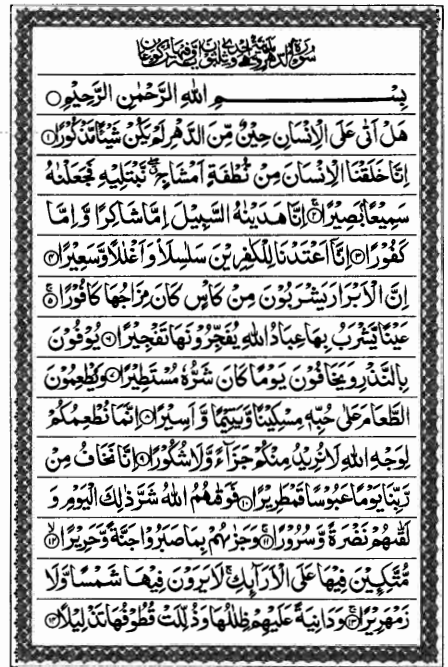 سُوْرَةُ الدَّهْرِ
بِسْمِ اللّٰهِ الرَّحْمٰنِ الرَّحِيْمِ ۝
هَلْ اَتٰى عَلَى الْاِنْسَانِ حِيْنٌ مِّنَ الدَّهْرِ لَمْ يَكُنْ شَيْئًا مَّذْكُوْرًا ۝١
اِنَّا خَلَقْنَا الْاِنْسَانَ مِنْ نُّطْفَةٍ اَمْشَاجٍ ۖ نَّبْتَلِيْهِ فَجَعَلْنٰهُ
سَمِيْعًۢا بَصِيْرًا ۝٢ اِنَّا هَدَيْنٰهُ السَّبِيْلَ اِمَّا شَاكِرًا وَّاِمَّا
كَفُوْرًا ۝٣ اِنَّآ اَعْتَدْنَا لِلْكٰفِرِيْنَ سَلٰسِلَا۟ وَاَغْلٰلًا وَّسَعِيْرًا ۝٤
اِنَّ الْاَبْرَارَ يَشْرَبُوْنَ مِنْ كَاْسٍ كَانَ مِزَاجُهَا كَافُوْرًا ۝٥
عَيْنًا يَّشْرَبُ بِهَا عِبَادُ اللّٰهِ يُفَجِّرُوْنَهَا تَفْجِيْرًا ۝٦ يُوْفُوْنَ
بِالنَّذْرِ وَيَخَافُوْنَ يَوْمًا كَانَ شَرُّهٗ مُسْتَطِيْرًا ۝٧ وَيُطْعِمُوْنَ
الطَّعَامَ عَلٰى حُبِّهٖ مِسْكِيْنًا وَّيَتِيْمًا وَّاَسِيْرًا ۝٨ اِنَّمَا نُطْعِمُكُمْ
لِوَجْهِ اللّٰهِ لَا نُرِيْدُ مِنْكُمْ جَزَآءً وَّلَا شُكُوْرًا ۝٩ اِنَّا نَخَافُ مِنْ
رَّبِّنَا يَوْمًا عَبُوْسًا قَمْطَرِيْرًا ۝١٠ فَوَقٰىهُمُ اللّٰهُ شَرَّ ذٰلِكَ الْيَوْمِ وَ
لَقّٰىهُمْ نَضْرَةً وَّسُرُوْرًا ۝١١ وَجَزٰىهُمْ بِمَا صَبَرُوْا جَنَّةً وَّحَرِيْرًا ۝١٢
مُّتَّكِـِٕيْنَ فِيْهَا عَلَى الْاَرَآىِٕكِ ۚ لَا يَرَوْنَ فِيْهَا شَمْسًا وَّلَا
زَمْهَرِيْرًا ۝١٣ وَدَانِيَةً عَلَيْهِمْ ظِلٰلُهَا وَذُلِّلَتْ قُطُوْفُهَا تَذْلِيْلًا ۝١٤